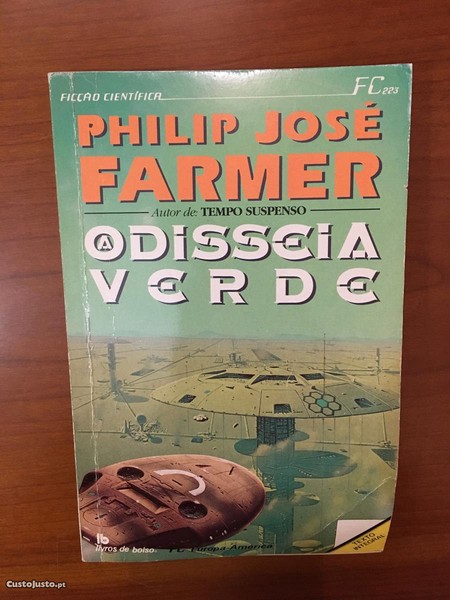 FICÇÃO CIENTÍFICA
FC 223
PHILIP JOSÉ
FARMER
Autor de: TEMPO SUSPENSO
A ODISSEIA
VERDE
lb
livros de bolso
Europa América
TEXTO
INTEGRAL
CustoJusto.pt